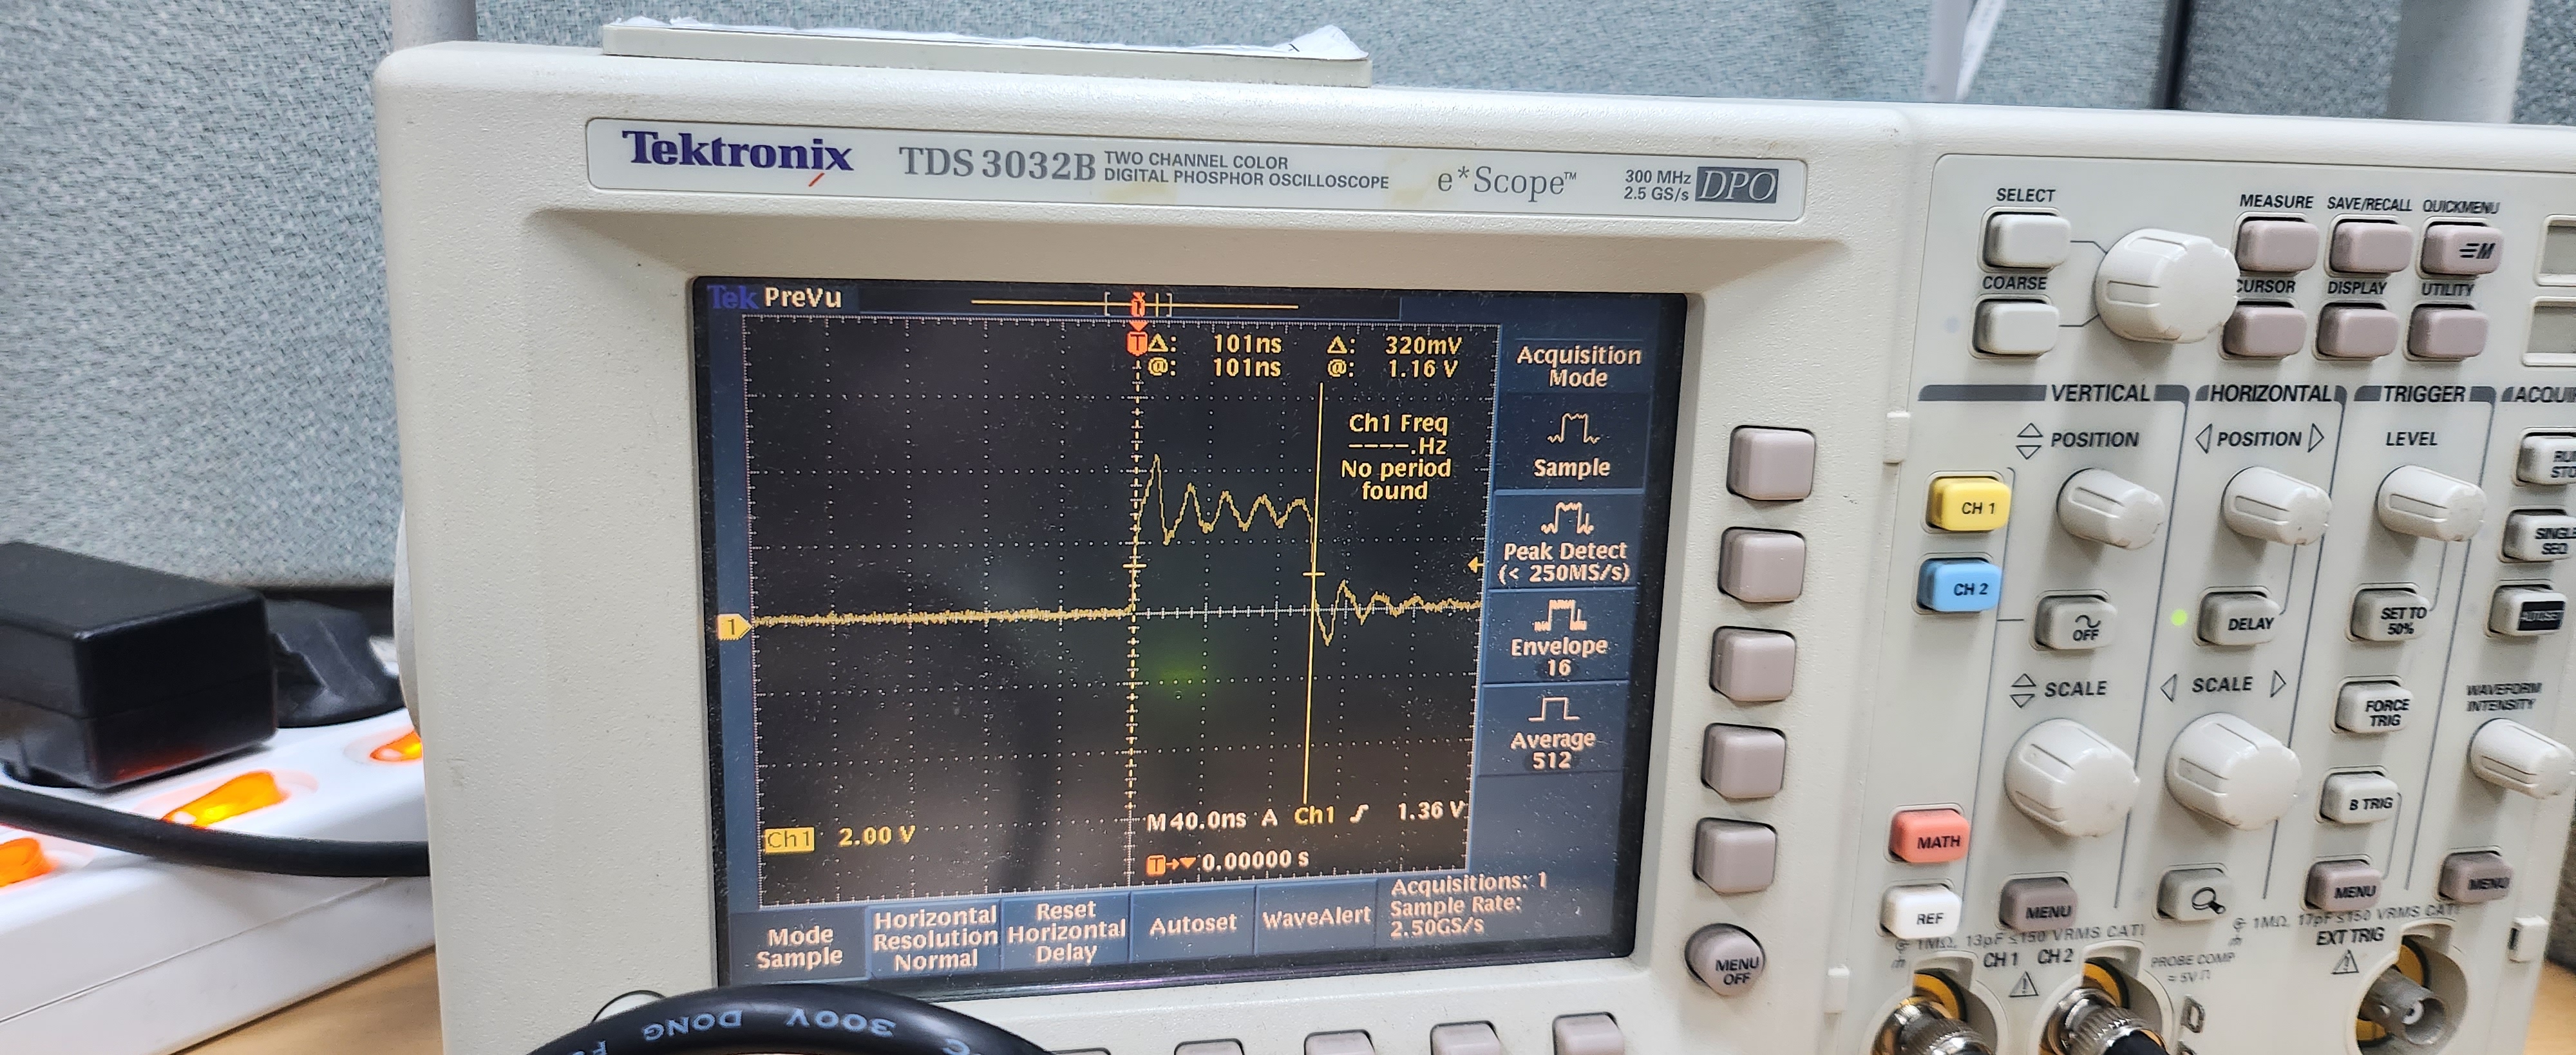 Tektronix TDS 3032B TWO CHANNEL COLOR
DIGITAL PHOSPHOR OSCILLOSCOPE
e*Scope™
300 MHz
2.5 GS/s DPO
Tek PreVu
T
Δ: 101ns Δ: 320mV
@: 101ns @: 1.16 V
Ch1 Freq
----.Hz
No period
found
1
Ch1 2.00 V
M 40.0ns A Ch1 1.36 V
T 0.00000 s
Acquisition
Mode
Sample
Peak Detect
(< 250MS/s)
Envelope
16
Average
512
Mode
Sample
Horizontal
Resolution
Normal
Reset
Horizontal
Delay
Autoset
WaveAlert
Acquisitions: 1
Sample Rate:
2.50GS/s
MENU
OFF
SELECT
COARSE
MEASURE SAVE/RECALL QUICKMENU
M
CURSOR DISPLAY UTILITY
VERTICAL HORIZONTAL TRIGGER ACQUI
POSITION POSITION LEVEL
CH 1
CH 2
OFF
DELAY
SET TO
50%
SINGLE
SEQ
SCALE SCALE
FORCE
TRIG
WAVEFORM
INTENSITY
B TRIG
MATH
REF
MENU
MENU
MENU
1MΩ, 13pF ≤150 VRMS CAT I
1MΩ, 17pF ≤150 VRMS CAT I
CH 1 CH 2
PROBE COMP
≈ 5V
EXT TRIG
300V DONG